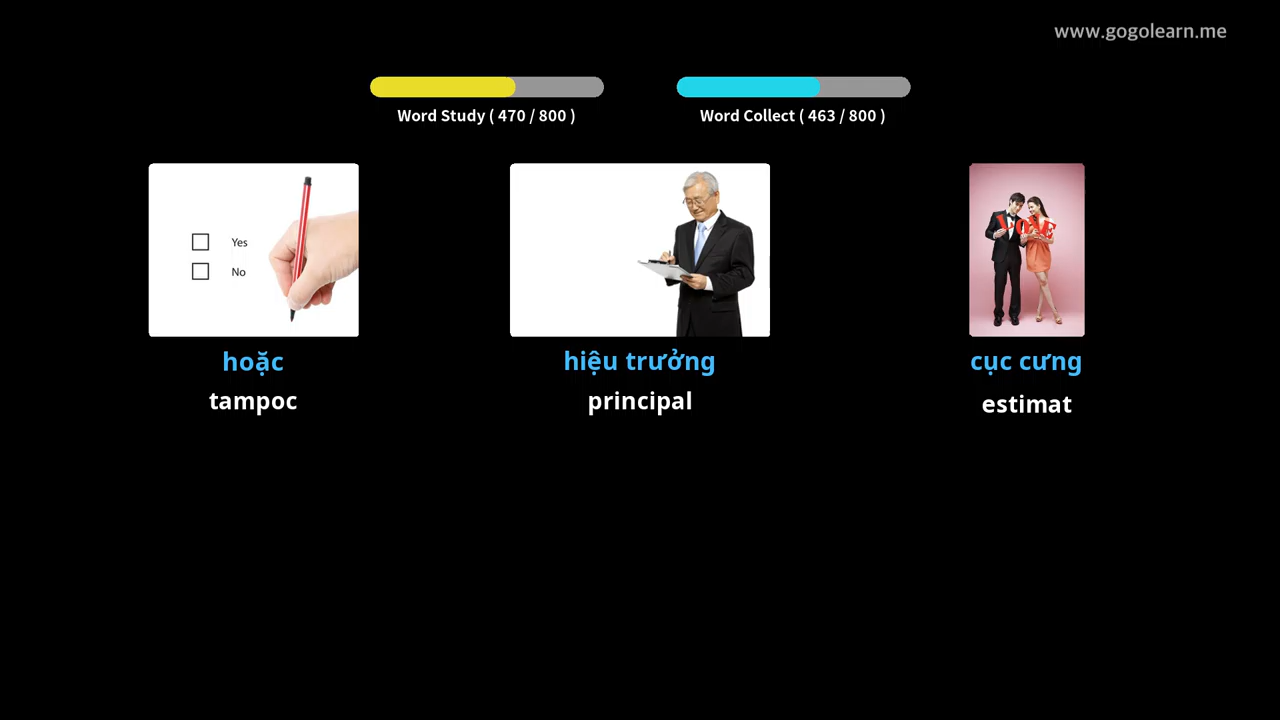 www.gogolearn.me
Word Study ( 470 / 800 )
Word Collect ( 463 / 800 )
Yes
No
LOVE
hoặc
hiệu trưởng
cục cưng
tampoc
principal
estimat